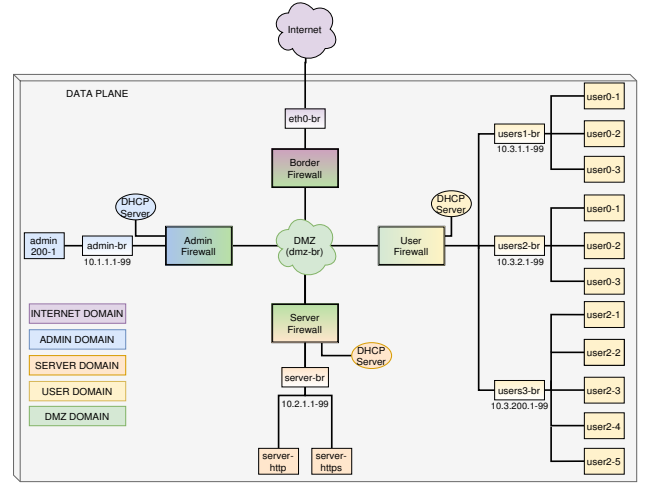 Internet
DATA PLANE
eth0-br
Border
Firewall
DHCP
Server
admin
200-1
admin-br
10.1.1.1-99
Admin
Firewall
DMZ
(dmz-br)
User
Firewall
DHCP
Server
users1-br
10.3.1.1-99
user0-1
user0-2
user0-3
users2-br
10.3.2.1-99
user0-1
user0-2
user0-3
users3-br
10.3.200.1-99
user2-1
user2-2
user2-3
user2-4
user2-5
Server
Firewall
DHCP
Server
server-br
10.2.1.1-99
server-
http
server-
https
INTERNET DOMAIN
ADMIN DOMAIN
SERVER DOMAIN
USER DOMAIN
DMZ DOMAIN